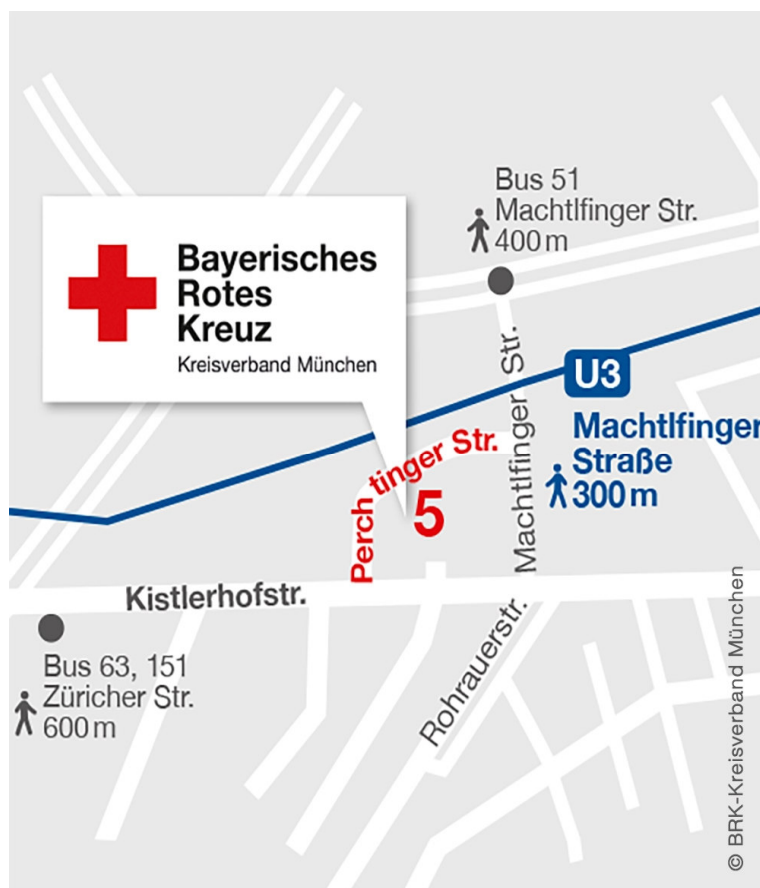 Bus 51
Machtlfinger Str.
400 m
Bayerisches
Rotes
Kreuz
Kreisverband München
U3
Machtlfinger
Straße
300 m
Machtlfinger Str.
Perchtinger Str.
5
Kistlerhofstr.
Rohrauerstr.
Bus 63, 151
Züricher Str.
600 m
© BRK-Kreisverband München